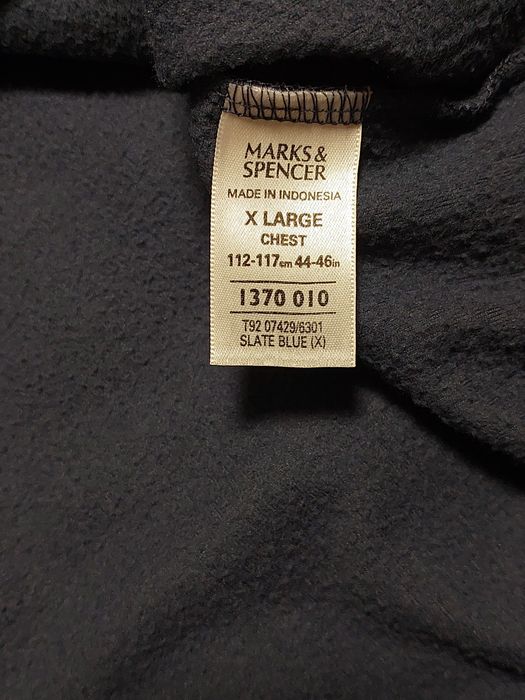 MARKS &
SPENCER
MADE IN INDONESIA
X LARGE
CHEST
112-117cm 44-46in
1370 010
T92 07429/6301
SLATE BLUE (X)